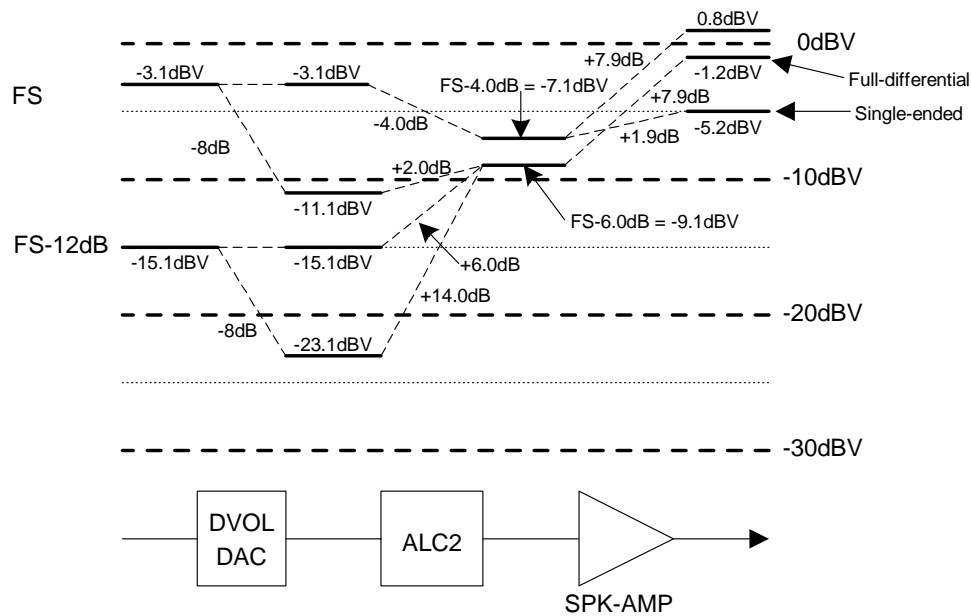 0.8dBV
0dBV
-3.1dBV
-3.1dBV
+7.9dB
-1.2dBV
Full-differential
FS
FS-4.0dB = -7.1dBV
+7.9dB
Single-ended
-4.0dB
-5.2dBV
-8dB
+1.9dB
+2.0dB
-10dBV
-11.1dBV
FS-6.0dB = -9.1dBV
FS-12dB
-15.1dBV
-15.1dBV
+6.0dB
+14.0dB
-20dBV
-8dB
-23.1dBV
-30dBV
DVOL
DAC
ALC2
SPK-AMP